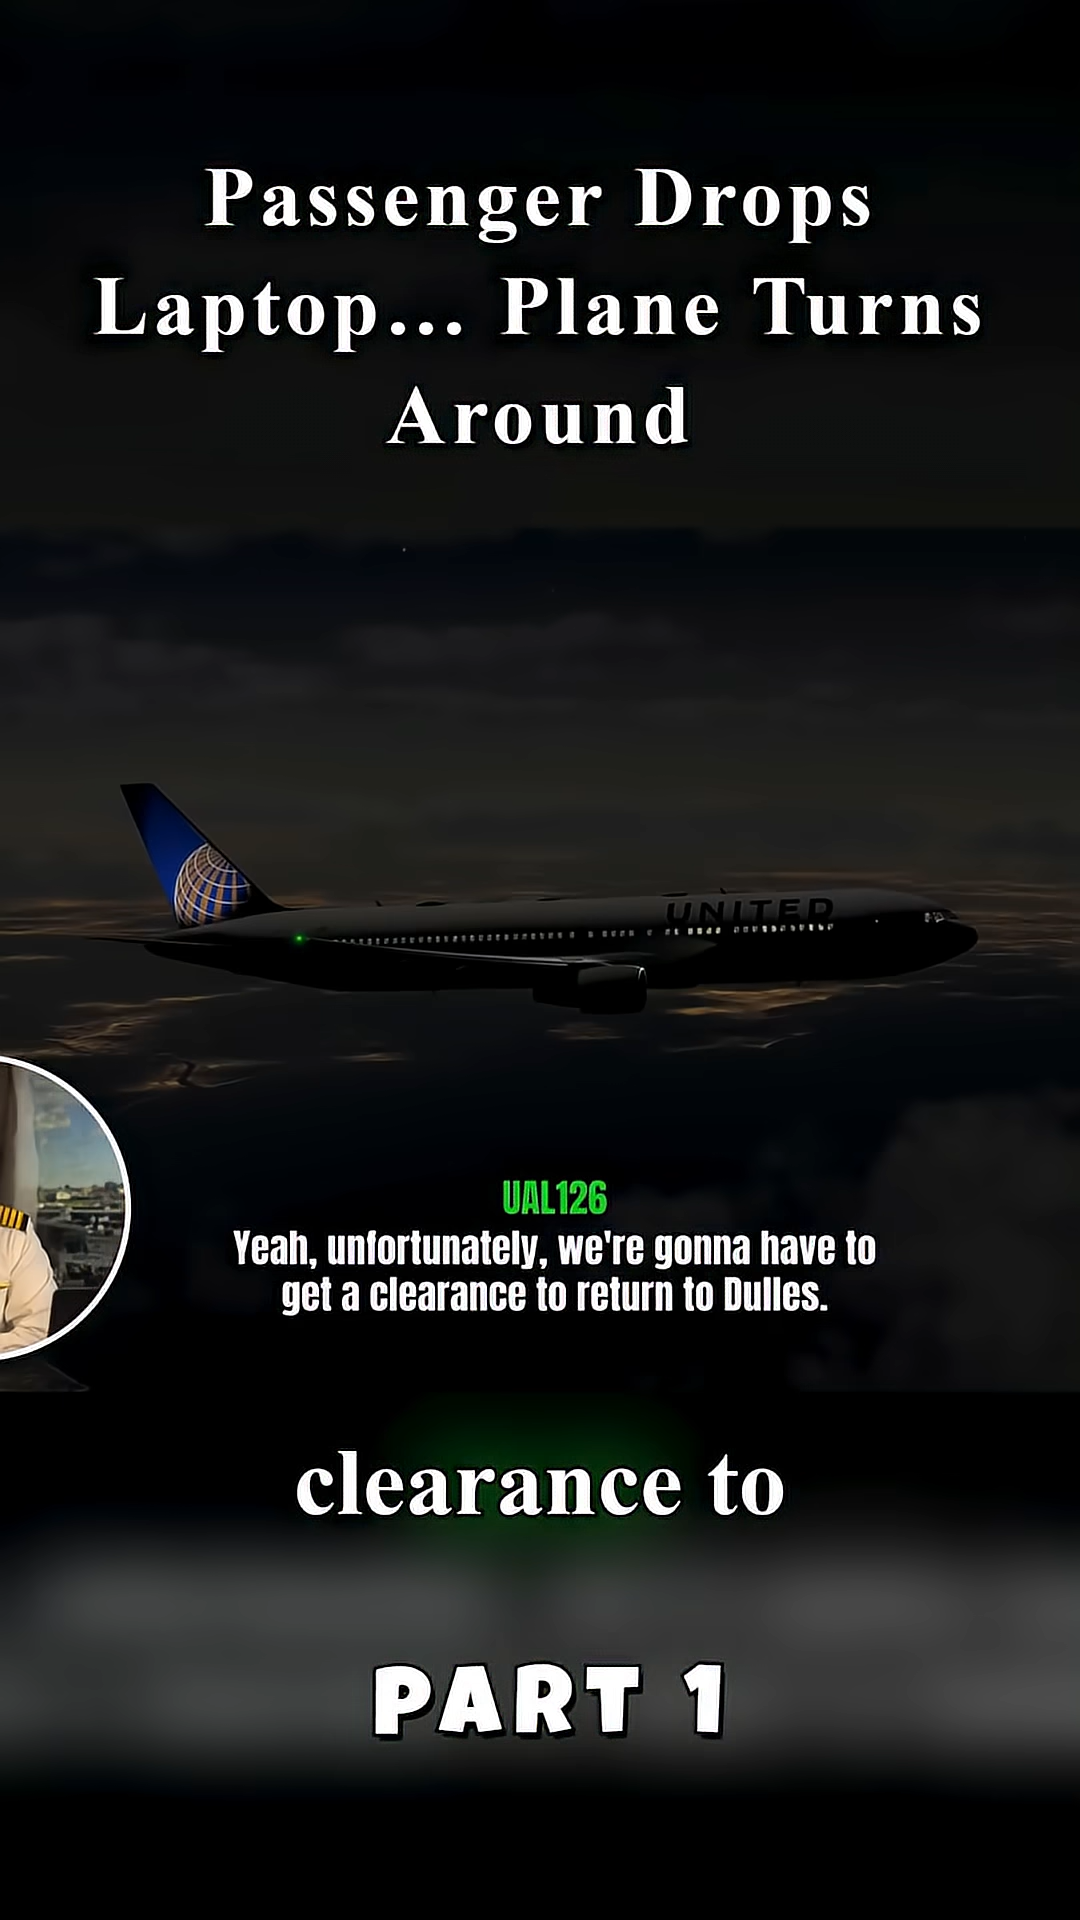 Passenger Drops
Laptop... Plane Turns
Around
UNITED
UAL126
Yeah, unfortunately, we're gonna have to
get a clearance to return to Dulles.
clearance to
PART 1